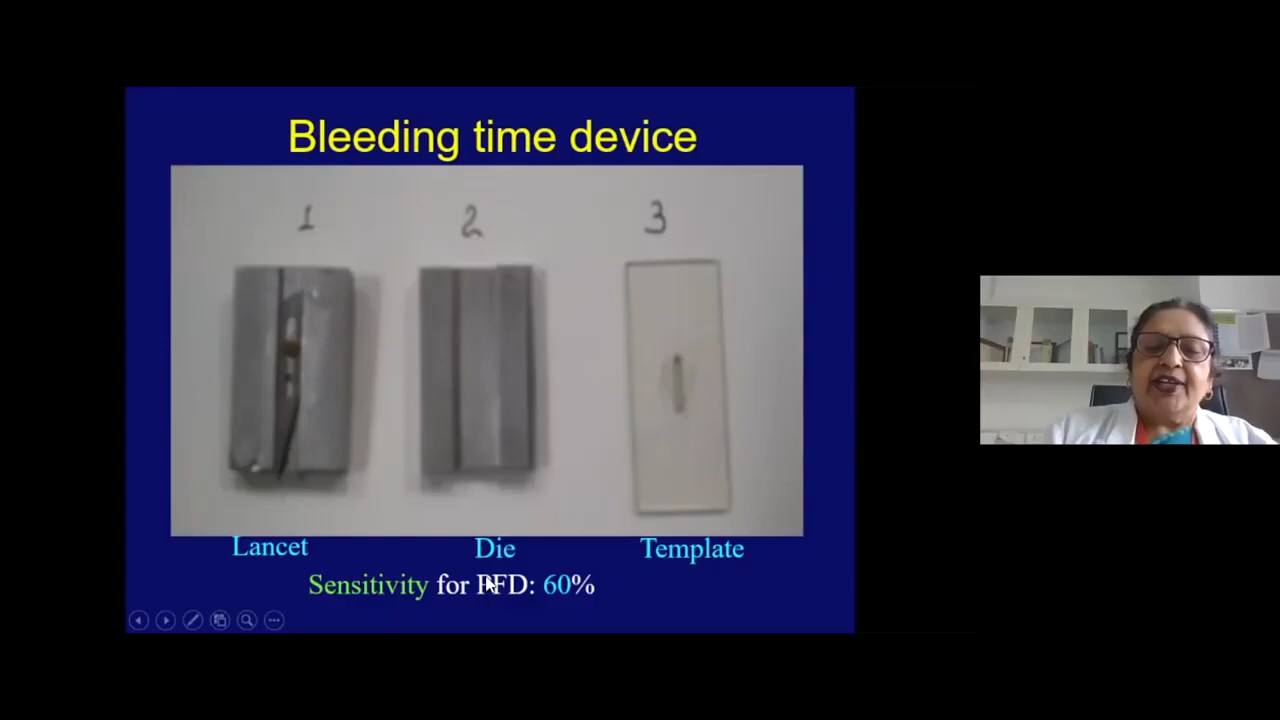 Bleeding time device
1 2 3
Lancet Die Template
Sensitivity for PFD: 60%